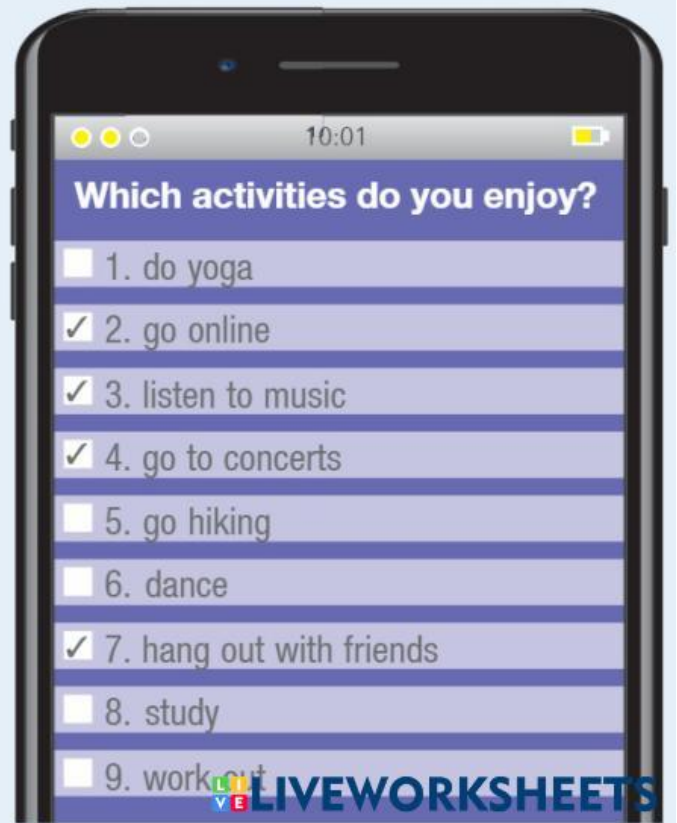 10:01
Which activities do you enjoy?
1. do yoga
✓ 2. go online
✓ 3. listen to music
✓ 4. go to concerts
5. go hiking
6. dance
✓ 7. hang out with friends
8. study
9. work out
LIVEWORKSHEETS